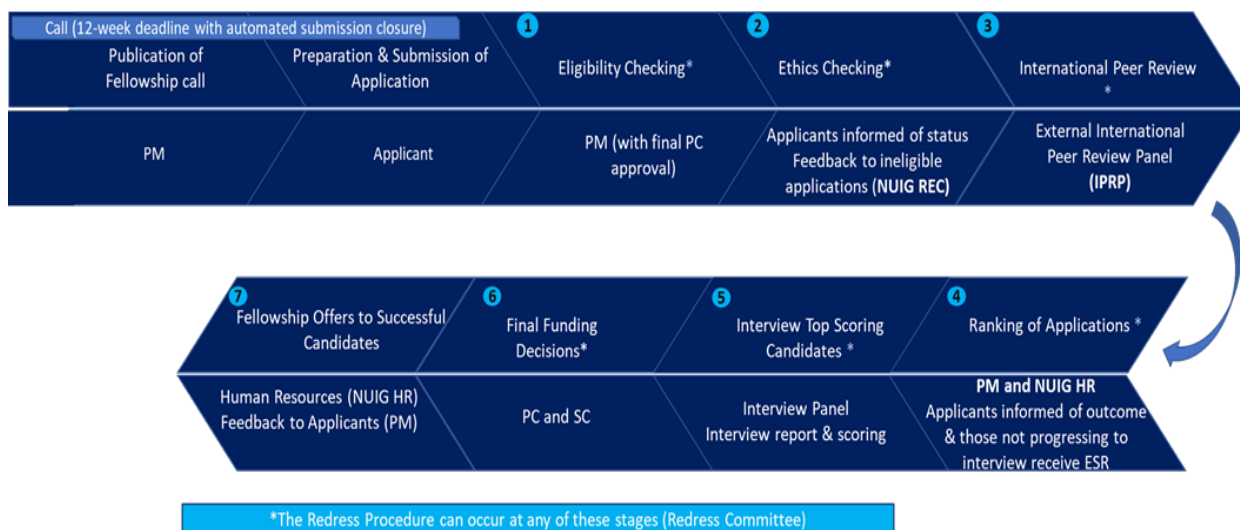 Call (12-week deadline with automated submission closure)
Publication of
Fellowship call
Preparation & Submission of
Application
1
Eligibility Checking*
2
Ethics Checking*
3
International Peer Review
*
PM
Applicant
PM (with final PC
approval)
Applicants informed of status
Feedback to ineligible
applications (NUIG REC)
External International
Peer Review Panel
(IPRP)
7
Fellowship Offers to Successful
Candidates
6
Final Funding
Decisions*
5
Interview Top Scoring
Candidates *
4
Ranking of Applications *
Human Resources (NUIG HR)
Feedback to Applicants (PM)
PC and SC
Interview Panel
Interview report & scoring
PM and NUIG HR
Applicants informed of outcome
& those not progressing to
interview receive ESR
*The Redress Procedure can occur at any of these stages (Redress Committee)